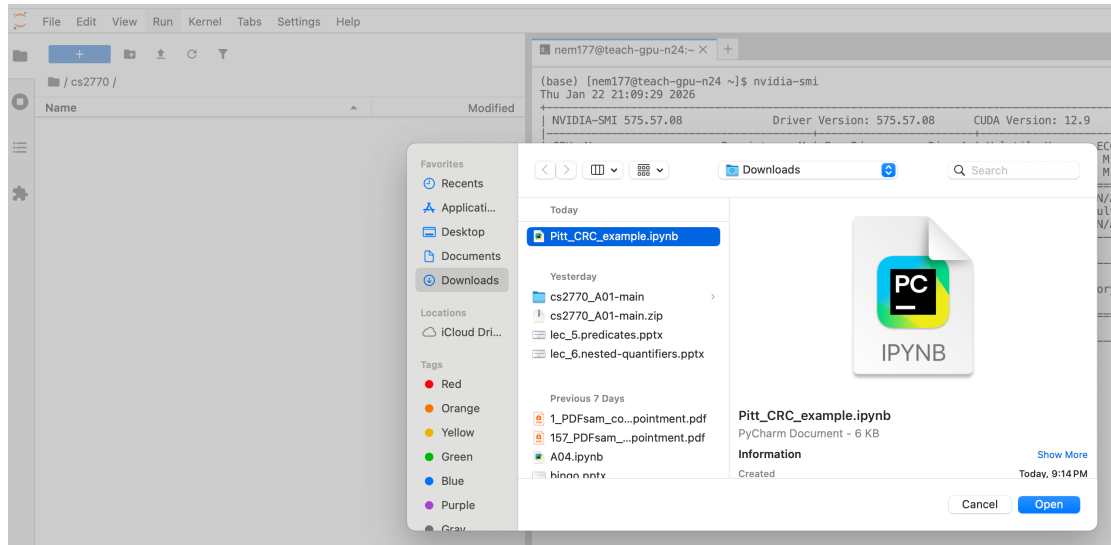 File Edit View Run Kernel Tabs Settings Help
+
/ cs2770 /
Name Modified
nem177@teach-gpu-n24:~ × +
(base) [nem177@teach-gpu-n24 ~]$ nvidia-smi
Thu Jan 22 21:09:29 2026
NVIDIA-SMI 575.57.08 Driver Version: 575.57.08 CUDA Version: 12.9
Favorites
Recents
Applicati...
Desktop
Documents
Downloads
Locations
iCloud Dri...
Tags
Red
Orange
Yellow
Green
Blue
Purple
Gray
Downloads
Search
Today
Pitt_CRC_example.ipynb
Yesterday
cs2770_A01-main
cs2770_A01-main.zip
lec_5.predicates.pptx
lec_6.nested-quantifiers.pptx
Previous 7 Days
1_PDFsam_co...pointment.pdf
157_PDFsam_...pointment.pdf
A04.ipynb
bingo.pptx
PC
IPYNB
Pitt_CRC_example.ipynb
PyCharm Document - 6 KB
Information Show More
Created Today, 9:14 PM
Cancel Open